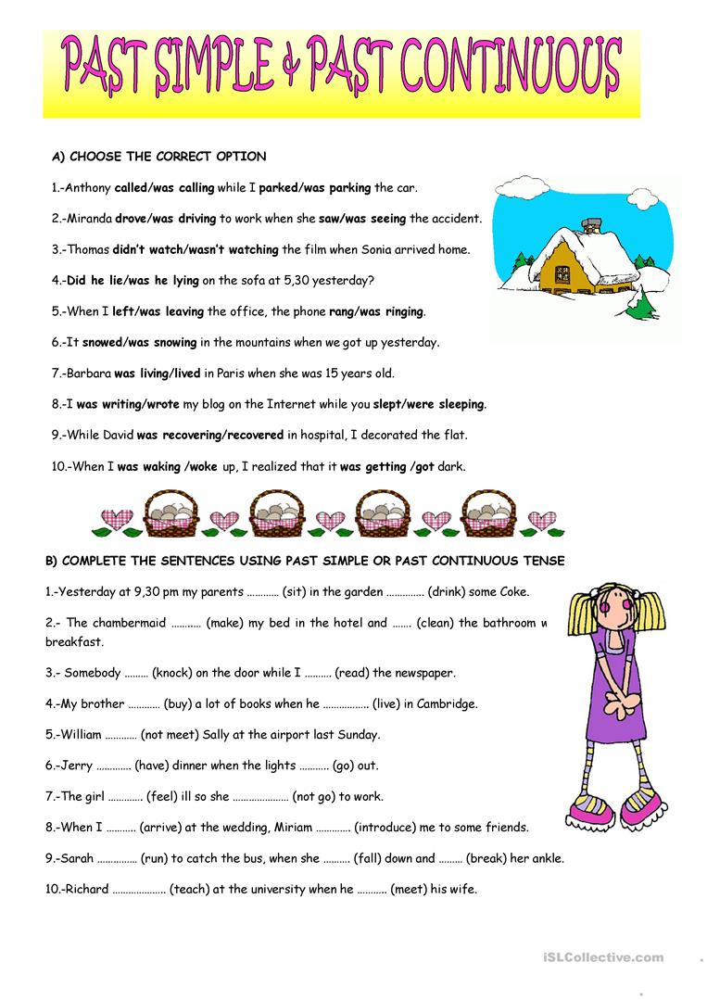 PAST SIMPLE & PAST CONTINUOUS
A) CHOOSE THE CORRECT OPTION
1.-Anthony called/was calling while I parked/was parking the car.
2.-Miranda drove/was driving to work when she saw/was seeing the accident.
3.-Thomas didn't watch/wasn't watching the film when Sonia arrived home.
4.-Did he lie/was he lying on the sofa at 5,30 yesterday?
5.-When I left/was leaving the office, the phone rang/was ringing.
6.-It snowed/was snowing in the mountains when we got up yesterday.
7.-Barbara was living/lived in Paris when she was 15 years old.
8.-I was writing/wrote my blog on the Internet while you slept/were sleeping.
9.-While David was recovering/recovered in hospital, I decorated the flat.
10.-When I was waking /woke up, I realized that it was getting /got dark.
B) COMPLETE THE SENTENCES USING PAST SIMPLE OR PAST CONTINUOUS TENSE
1.-Yesterday at 9,30 pm my parents ………… (sit) in the garden ………….. (drink) some Coke.
2.- The chambermaid ……….. (make) my bed in the hotel and ……. (clean) the bathroom
breakfast.
3.- Somebody ……… (knock) on the door while I ………. (read) the newspaper.
4.-My brother ………… (buy) a lot of books when he …………….. (live) in Cambridge.
5.-William ………… (not meet) Sally at the airport last Sunday.
6.-Jerry …………. (have) dinner when the lights ……….. (go) out.
7.-The girl …………. (feel) ill so she ………………… (not go) to work.
8.-When I ……….. (arrive) at the wedding, Miriam …………. (introduce) me to some friends.
9.-Sarah …………… (run) to catch the bus, when she ………. (fall) down and ……… (break) her ankle.
10.-Richard ……………….. (teach) at the university when he ……….. (meet) his wife.
iSLCollective.com